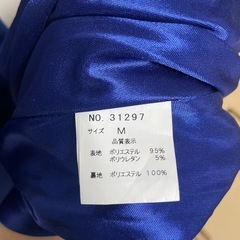 NO. 31297
サイズ M
品質表示
表地 ポリエステル 95%
ポリウレタン 5%
裏地 ポリエステル 100%